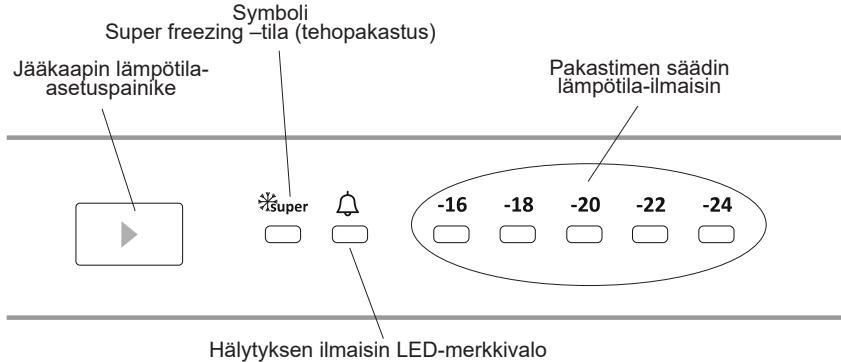 Symboli
Super freezing –tila (tehopakastus)
Jääkaapin lämpötila-
asetuspainike
Pakastimen säädin
lämpötila-ilmaisin
super
-16 -18 -20 -22 -24
Hälytyksen ilmaisin LED-merkkivalo